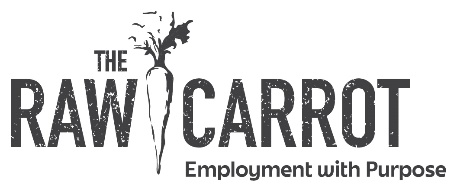 THE
RAW CARROT
Employment with Purpose